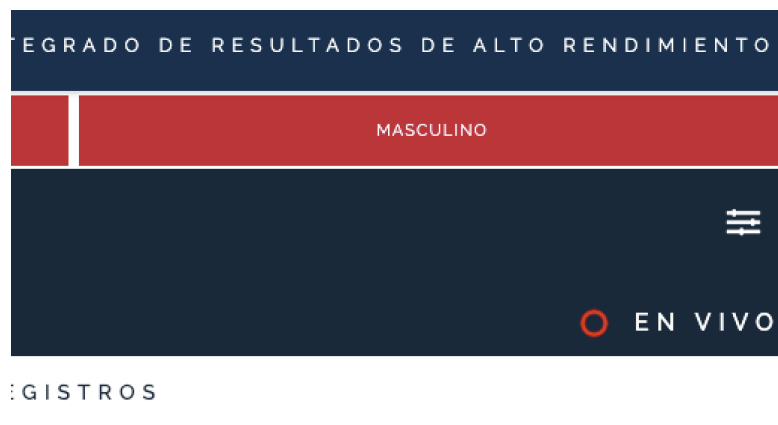 TEGRADO DE RESULTADOS DE ALTO RENDIMIENTO
MASCULINO
EN VIVO
EGISTROS